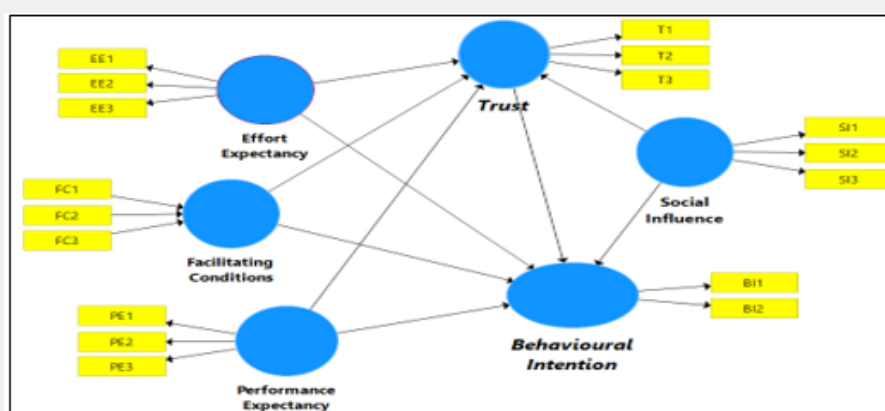 EE1
EE2
EE3
Effort
Expectancy
FC1
FC2
FC3
Facilitating
Conditions
PE1
PE2
PE3
Performance
Expectancy
T1
T2
T3
Trust
SI1
SI2
SI3
Social
Influence
BI1
BI2
Behavioural
Intention